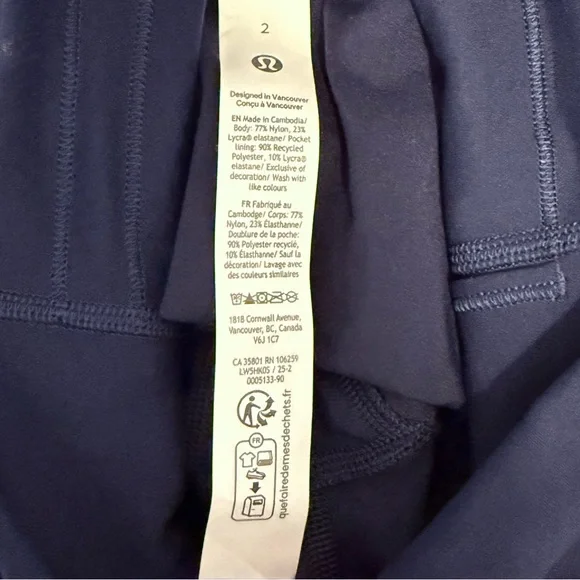 2
Designed in Vancouver
Conçu à Vancouver
EN Made in Cambodia/
Body: 77% Nylon, 23%
Lycra® elastane/ Pocket
lining: 90% Recycled
Polyester, 10% Lycra®
elastane/ Exclusive of
decoration/ Wash with
like colours
FR Fabriqué au
Cambodge/ Corps: 77%
Nylon, 23% Élasthanne/
Doublure de la poche:
90% Polyester recyclé,
10% Élasthanne/ Sauf la
décoration/ Lavage avec
des couleurs similaires
1818 Cornwall Avenue,
Vancouver, BC, Canada
V6J 1C7
CA 35801 RN 106259
LW5HK0S / 25-2
0005133-90
FR
quefairedemesdechets.fr